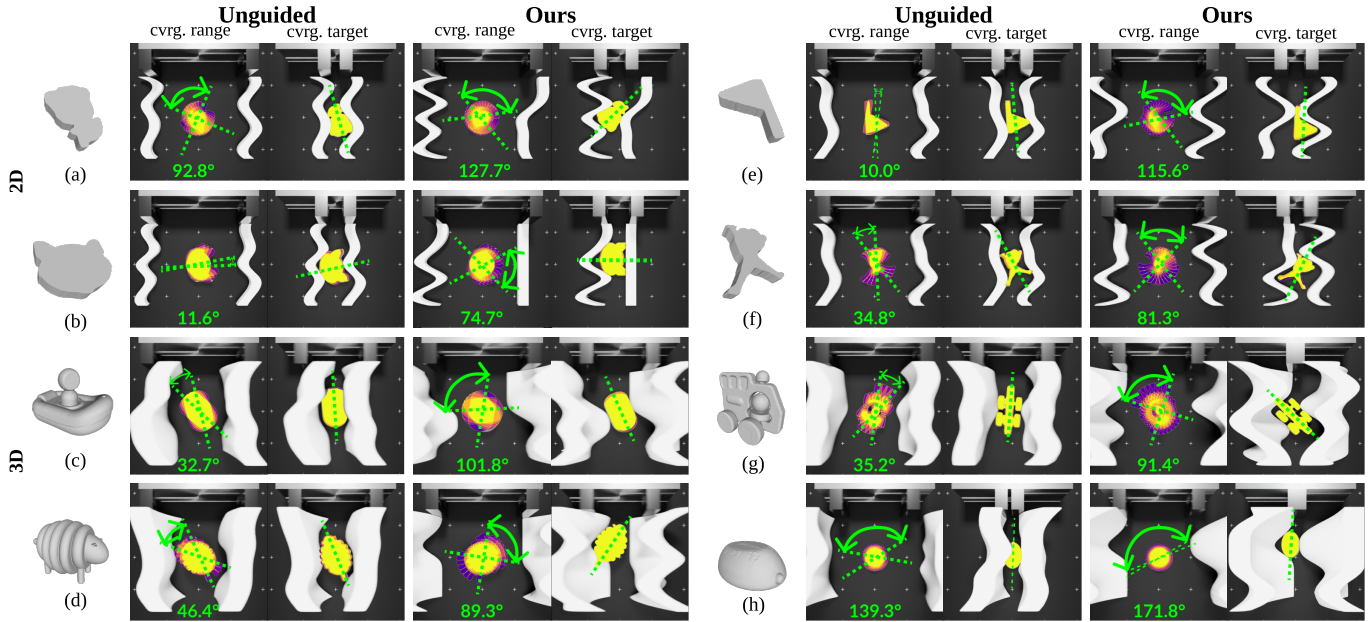 Unguided Ours Unguided Ours
cvrg. range cvrg. target cvrg. range cvrg. target cvrg. range cvrg. target cvrg. range cvrg. target
2D
(a) 92.8° 127.7° (e) 10.0° 115.6°
(b) 11.6° 74.7° (f) 34.8° 81.3°
3D
(c) 32.7° 101.8° (g) 35.2° 91.4°
(d) 46.4° 89.3° (h) 139.3° 171.8°